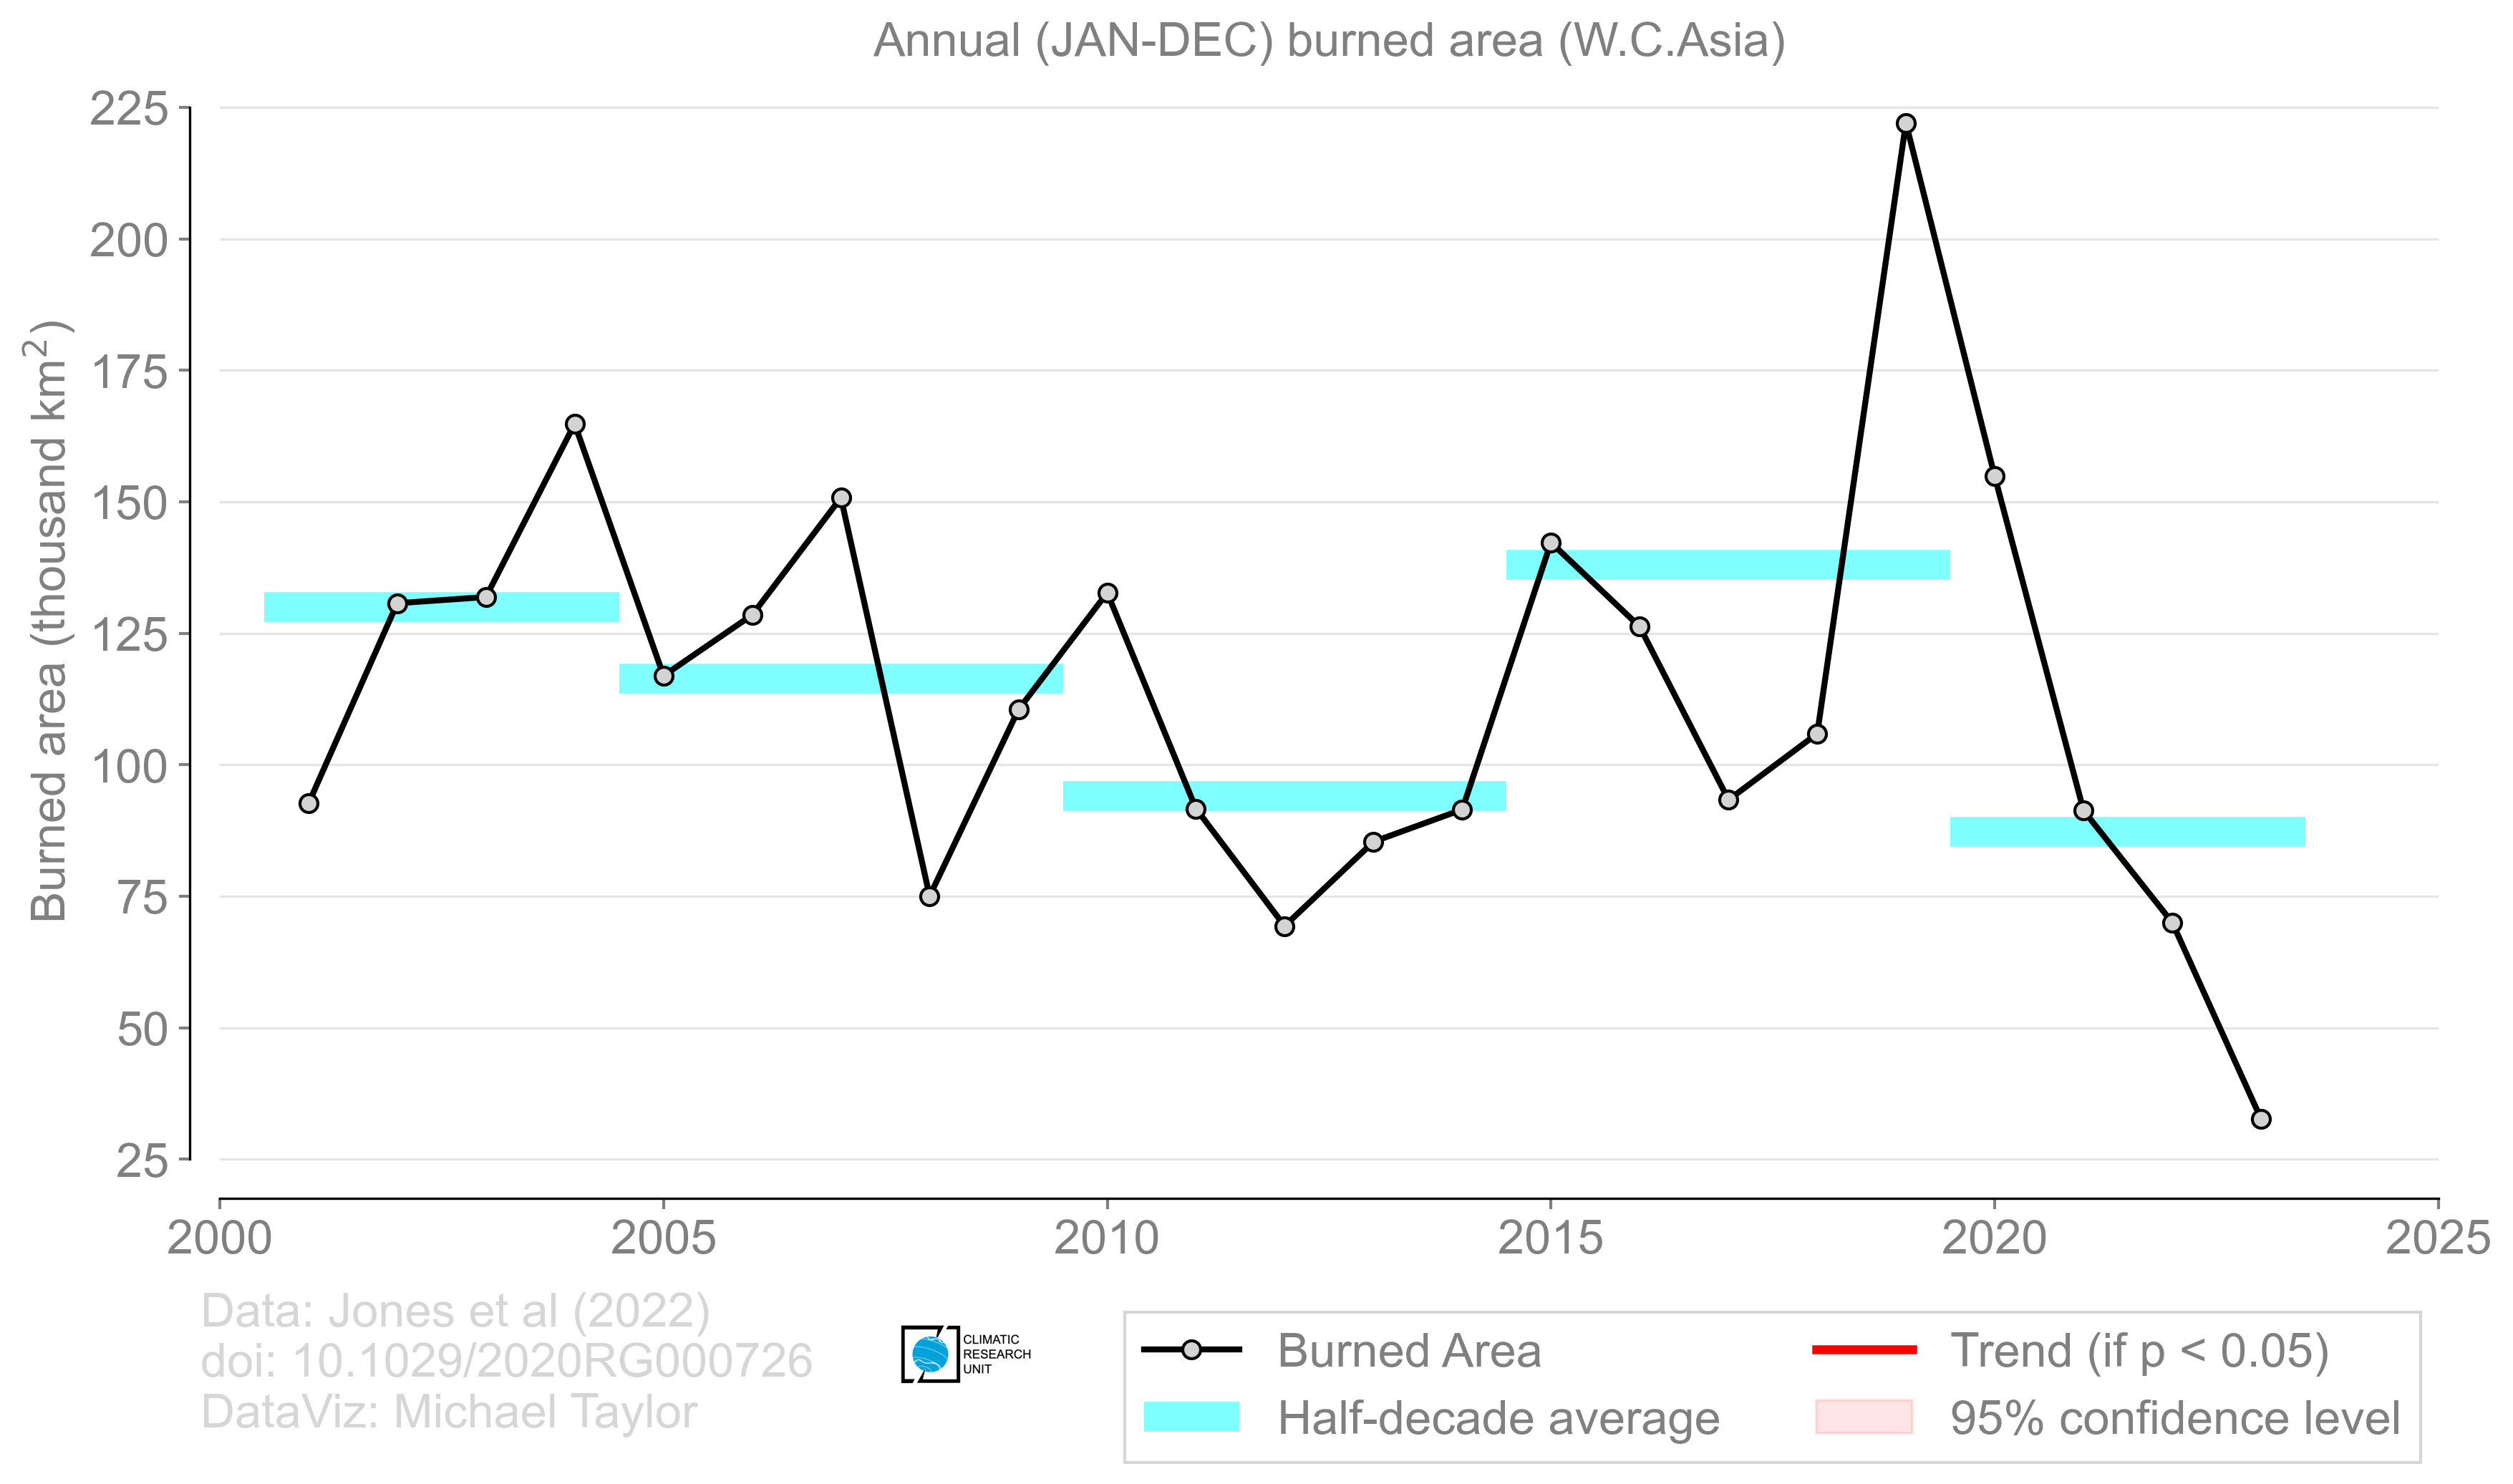 Annual (JAN-DEC) burned area (W.C.Asia)
Burned area (thousand km²)
225
200
175
150
125
100
75
50
25
2000 2005 2010 2015 2020 2025
Data: Jones et al (2022)
doi: 10.1029/2020RG000726
DataViz: Michael Taylor
CLIMATIC
RESEARCH
UNIT
Burned Area
Half-decade average
Trend (if p < 0.05)
95% confidence level